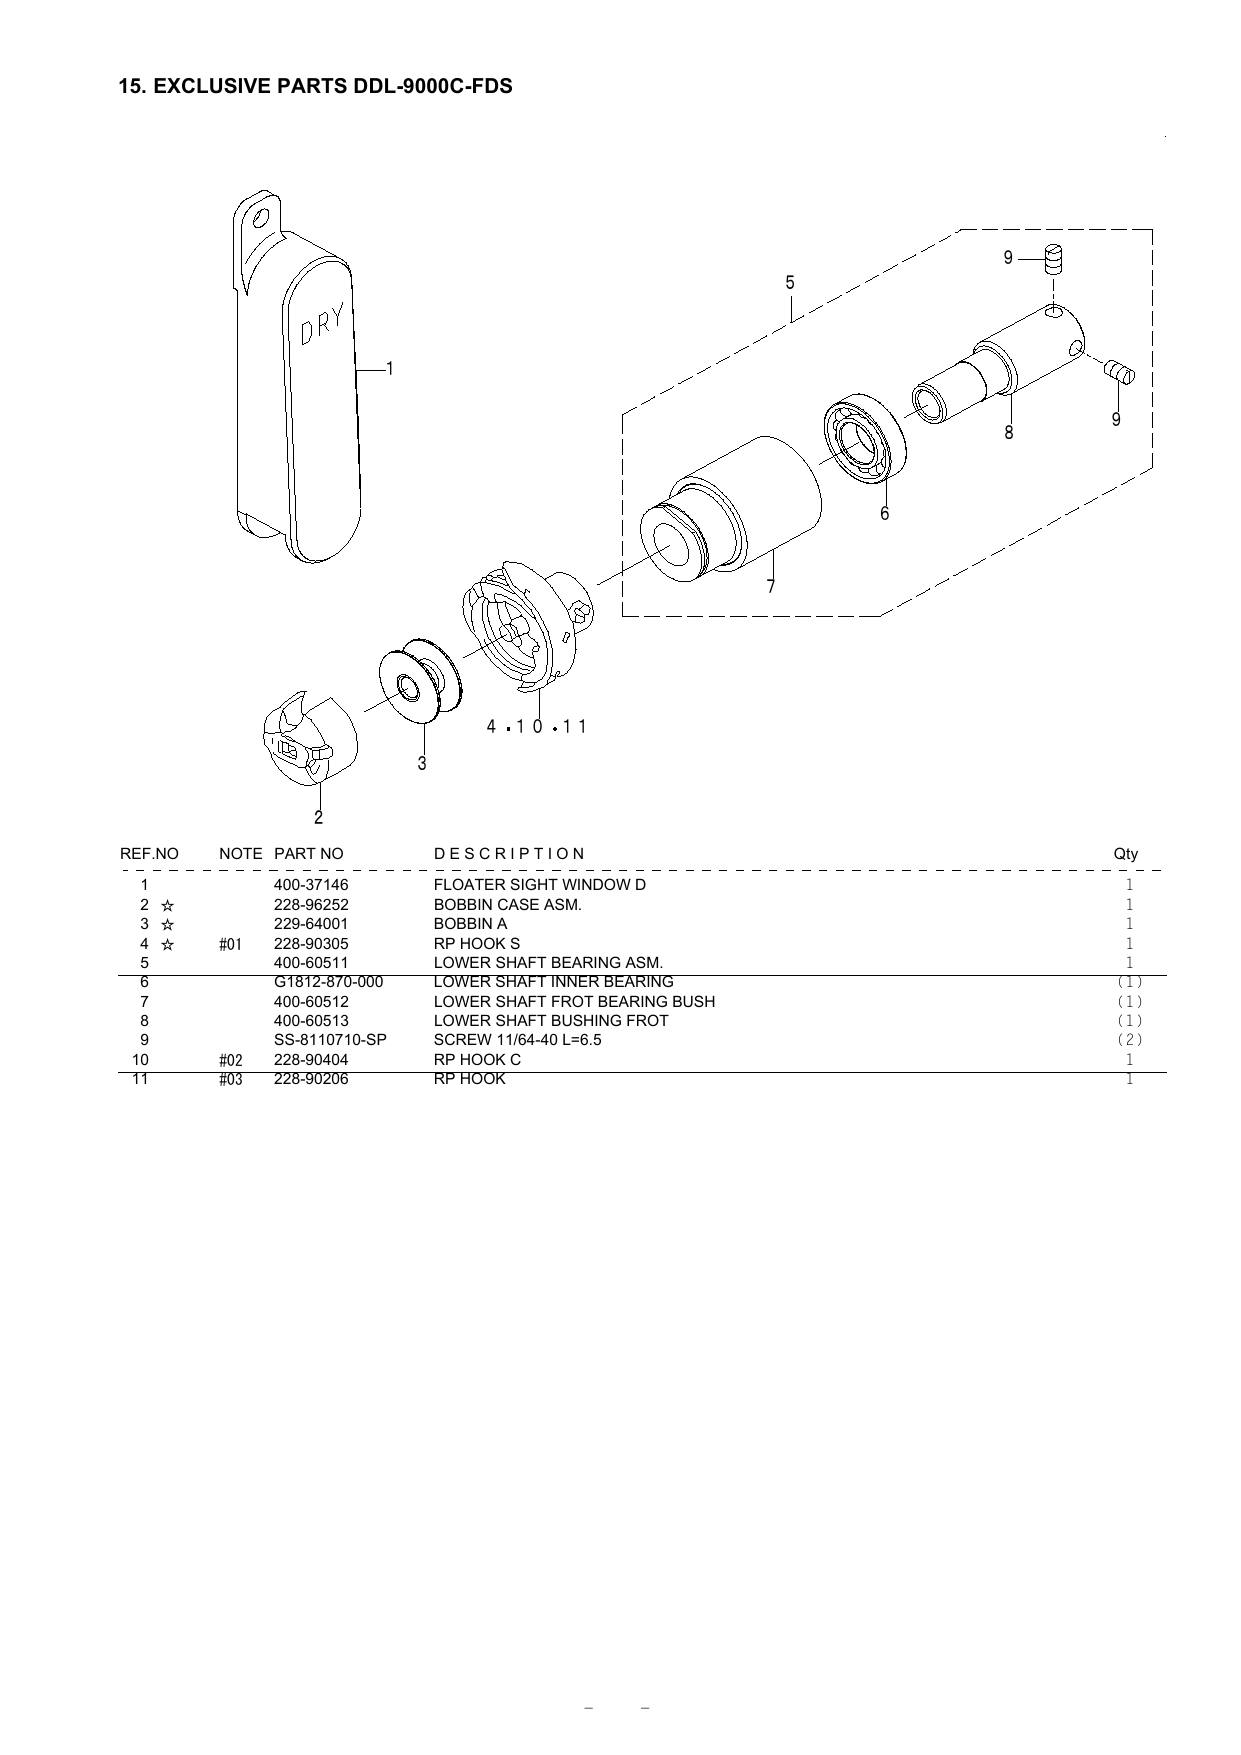 15. EXCLUSIVE PARTS DDL-9000C-FDS
DRY
1
5
9
9
8
6
7
4 . 1 0 . 1 1
3
2
REF.NO NOTE PART NO D E S C R I P T I O N Qty
1 400-37146 FLOATER SIGHT WINDOW D 1
2 ☆ 228-96252 BOBBIN CASE ASM. 1
3 ☆ 229-64001 BOBBIN A 1
4 ☆ #01 228-90305 RP HOOK S 1
5 400-60511 LOWER SHAFT BEARING ASM. 1
6 G1812-870-000 LOWER SHAFT INNER BEARING (1)
7 400-60512 LOWER SHAFT FROT BEARING BUSH (1)
8 400-60513 LOWER SHAFT BUSHING FROT (1)
9 SS-8110710-SP SCREW 11/64-40 L=6.5 (2)
10 #02 228-90404 RP HOOK C 1
11 #03 228-90206 RP HOOK 1
– –